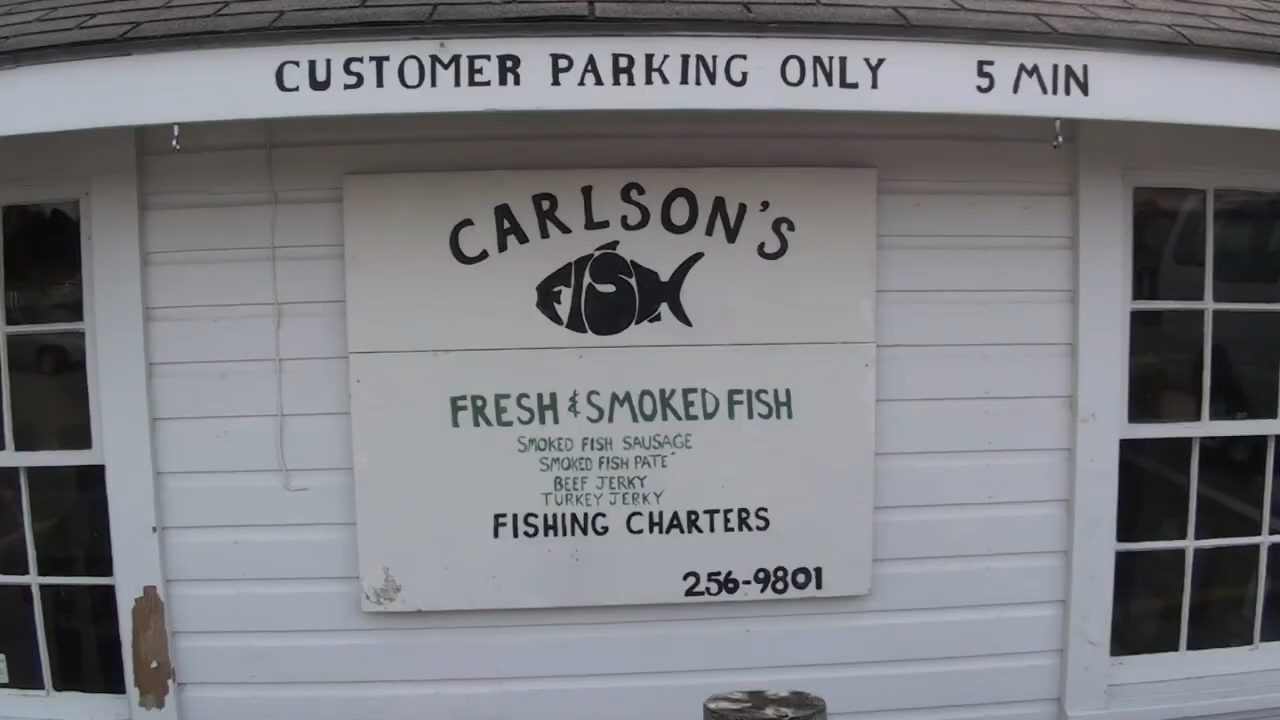 CUSTOMER PARKING ONLY 5 MIN
CARLSON'S
FISH
FRESH & SMOKED FISH
SMOKED FISH SAUSAGE
SMOKED FISH PATE´
BEEF JERKY
TURKEY JERKY
FISHING CHARTERS
256-9801